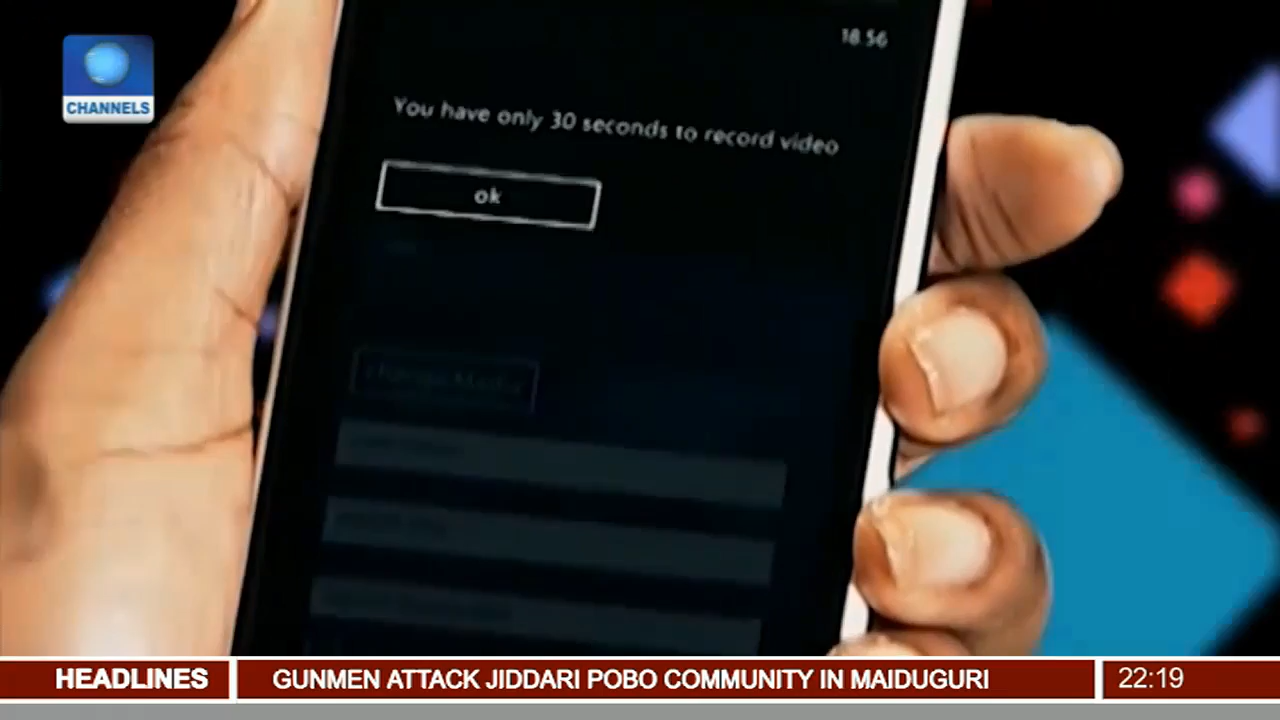 18:56
CHANNELS
You have only 30 seconds to record video
ok
HEADLINES
GUNMEN ATTACK JIDDARI POBO COMMUNITY IN MAIDUGURI
22:19